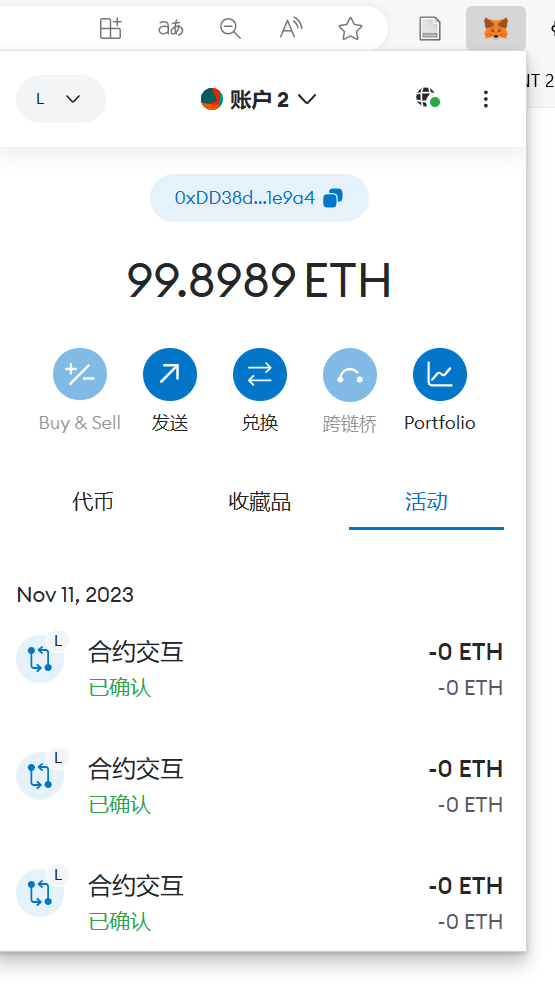 aあ
A
NT 2
L
账户 2
0xDD38d...1e9a4
99.8989 ETH
Buy & Sell
发送
兑换
跨链桥
Portfolio
代币
收藏品
活动
Nov 11, 2023
L
合约交互
-0 ETH
已确认
-0 ETH
L
合约交互
-0 ETH
已确认
-0 ETH
L
合约交互
-0 ETH
已确认
-0 ETH